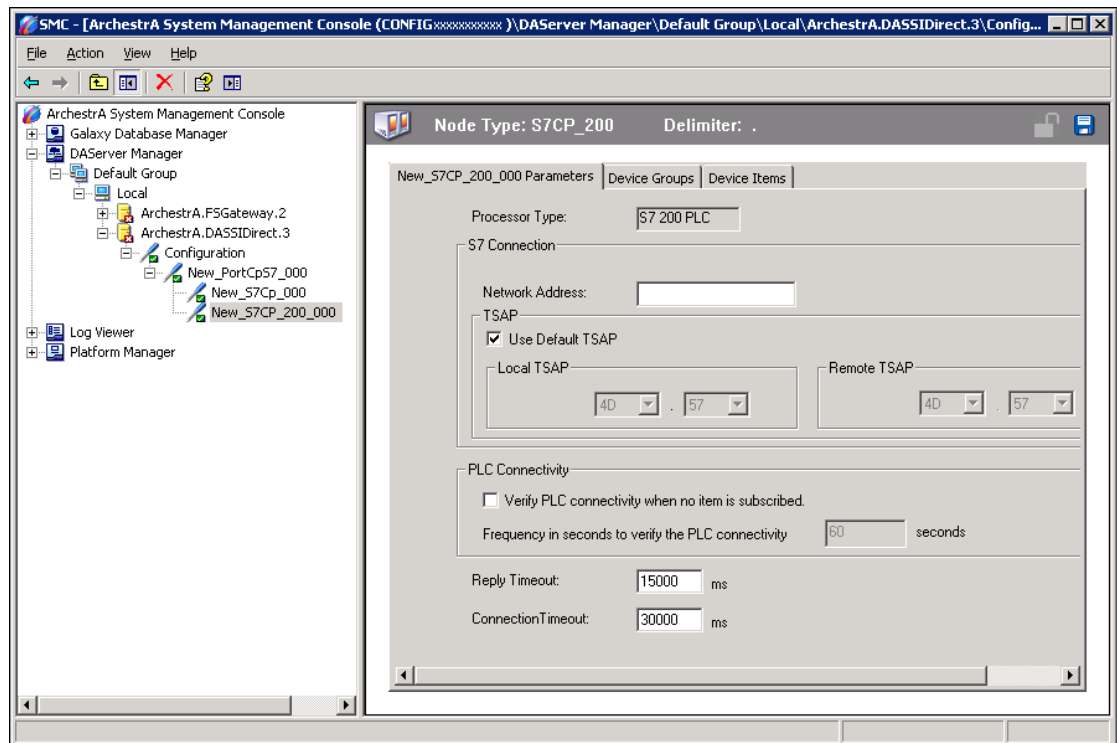 SMC - [ArchestrA System Management Console (CONFIGxxxxxxxxxxx )\DAServer Manager\Default Group\Local\ArchestrA.DASSIDirect.3\Config...
File Action View Help
ArchestrA System Management Console
Galaxy Database Manager
DAServer Manager
Default Group
Local
ArchestrA.FSGateway.2
ArchestrA.DASSIDirect.3
Configuration
New_PortCpS7_000
New_S7Cp_000
New_S7CP_200_000
Log Viewer
Platform Manager
Node Type: S7CP_200 Delimiter: .
New_S7CP_200_000 Parameters Device Groups Device Items
Processor Type: S7 200 PLC
S7 Connection
Network Address:
TSAP
Use Default TSAP
Local TSAP Remote TSAP
4D . 57 4D . 57
PLC Connectivity
Verify PLC connectivity when no item is subscribed.
Frequency in seconds to verify the PLC connectivity 60 seconds
Reply Timeout: 15000 ms
ConnectionTimeout: 30000 ms